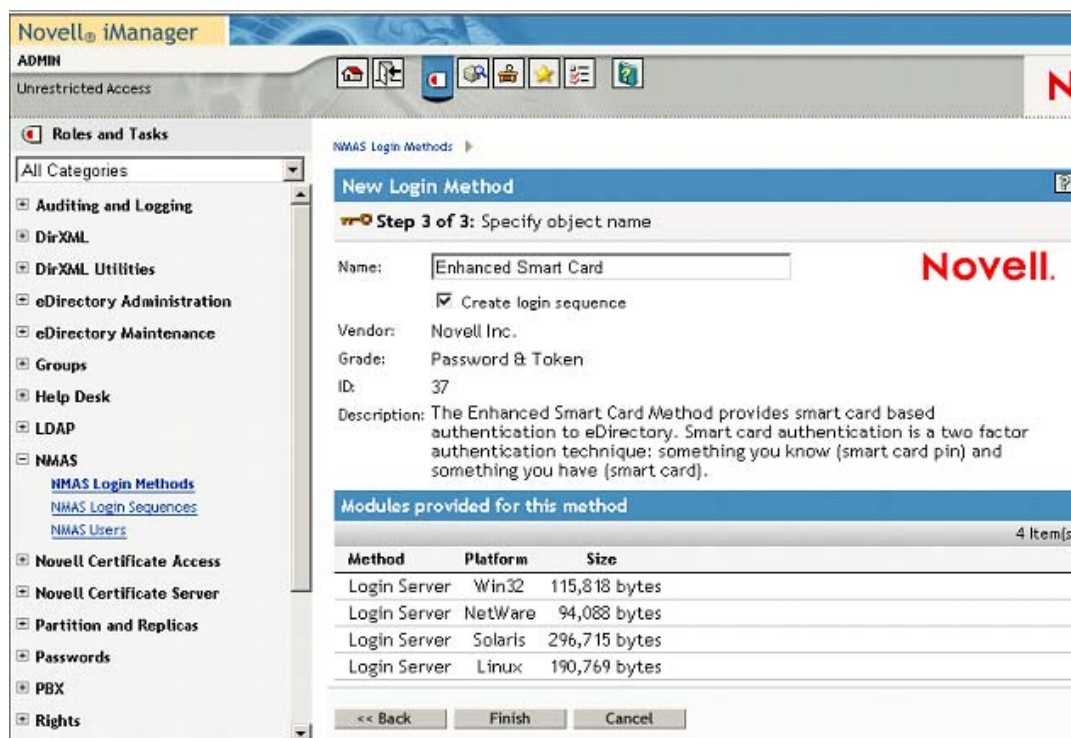 Novell® iManager
ADMIN
Unrestricted Access
Roles and Tasks
All Categories
Auditing and Logging
DirXML
DirXML Utilities
eDirectory Administration
eDirectory Maintenance
Groups
Help Desk
LDAP
NMAS
NMAS Login Methods
NMAS Login Sequences
NMAS Users
Novell Certificate Access
Novell Certificate Server
Partition and Replicas
Passwords
PBX
Rights
N
NMAS Login Methods
New Login Method
?
Step 3 of 3: Specify object name
Name: Enhanced Smart Card
Novell.
Create login sequence
Vendor: Novell Inc.
Grade: Password & Token
ID: 37
Description: The Enhanced Smart Card Method provides smart card based
authentication to eDirectory. Smart card authentication is a two factor
authentication technique: something you know (smart card pin) and
something you have (smart card).
Modules provided for this method
4 Item(s
Method Platform Size
Login Server Win32 115,818 bytes
Login Server NetWare 94,088 bytes
Login Server Solaris 296,715 bytes
Login Server Linux 190,769 bytes
<< Back Finish Cancel